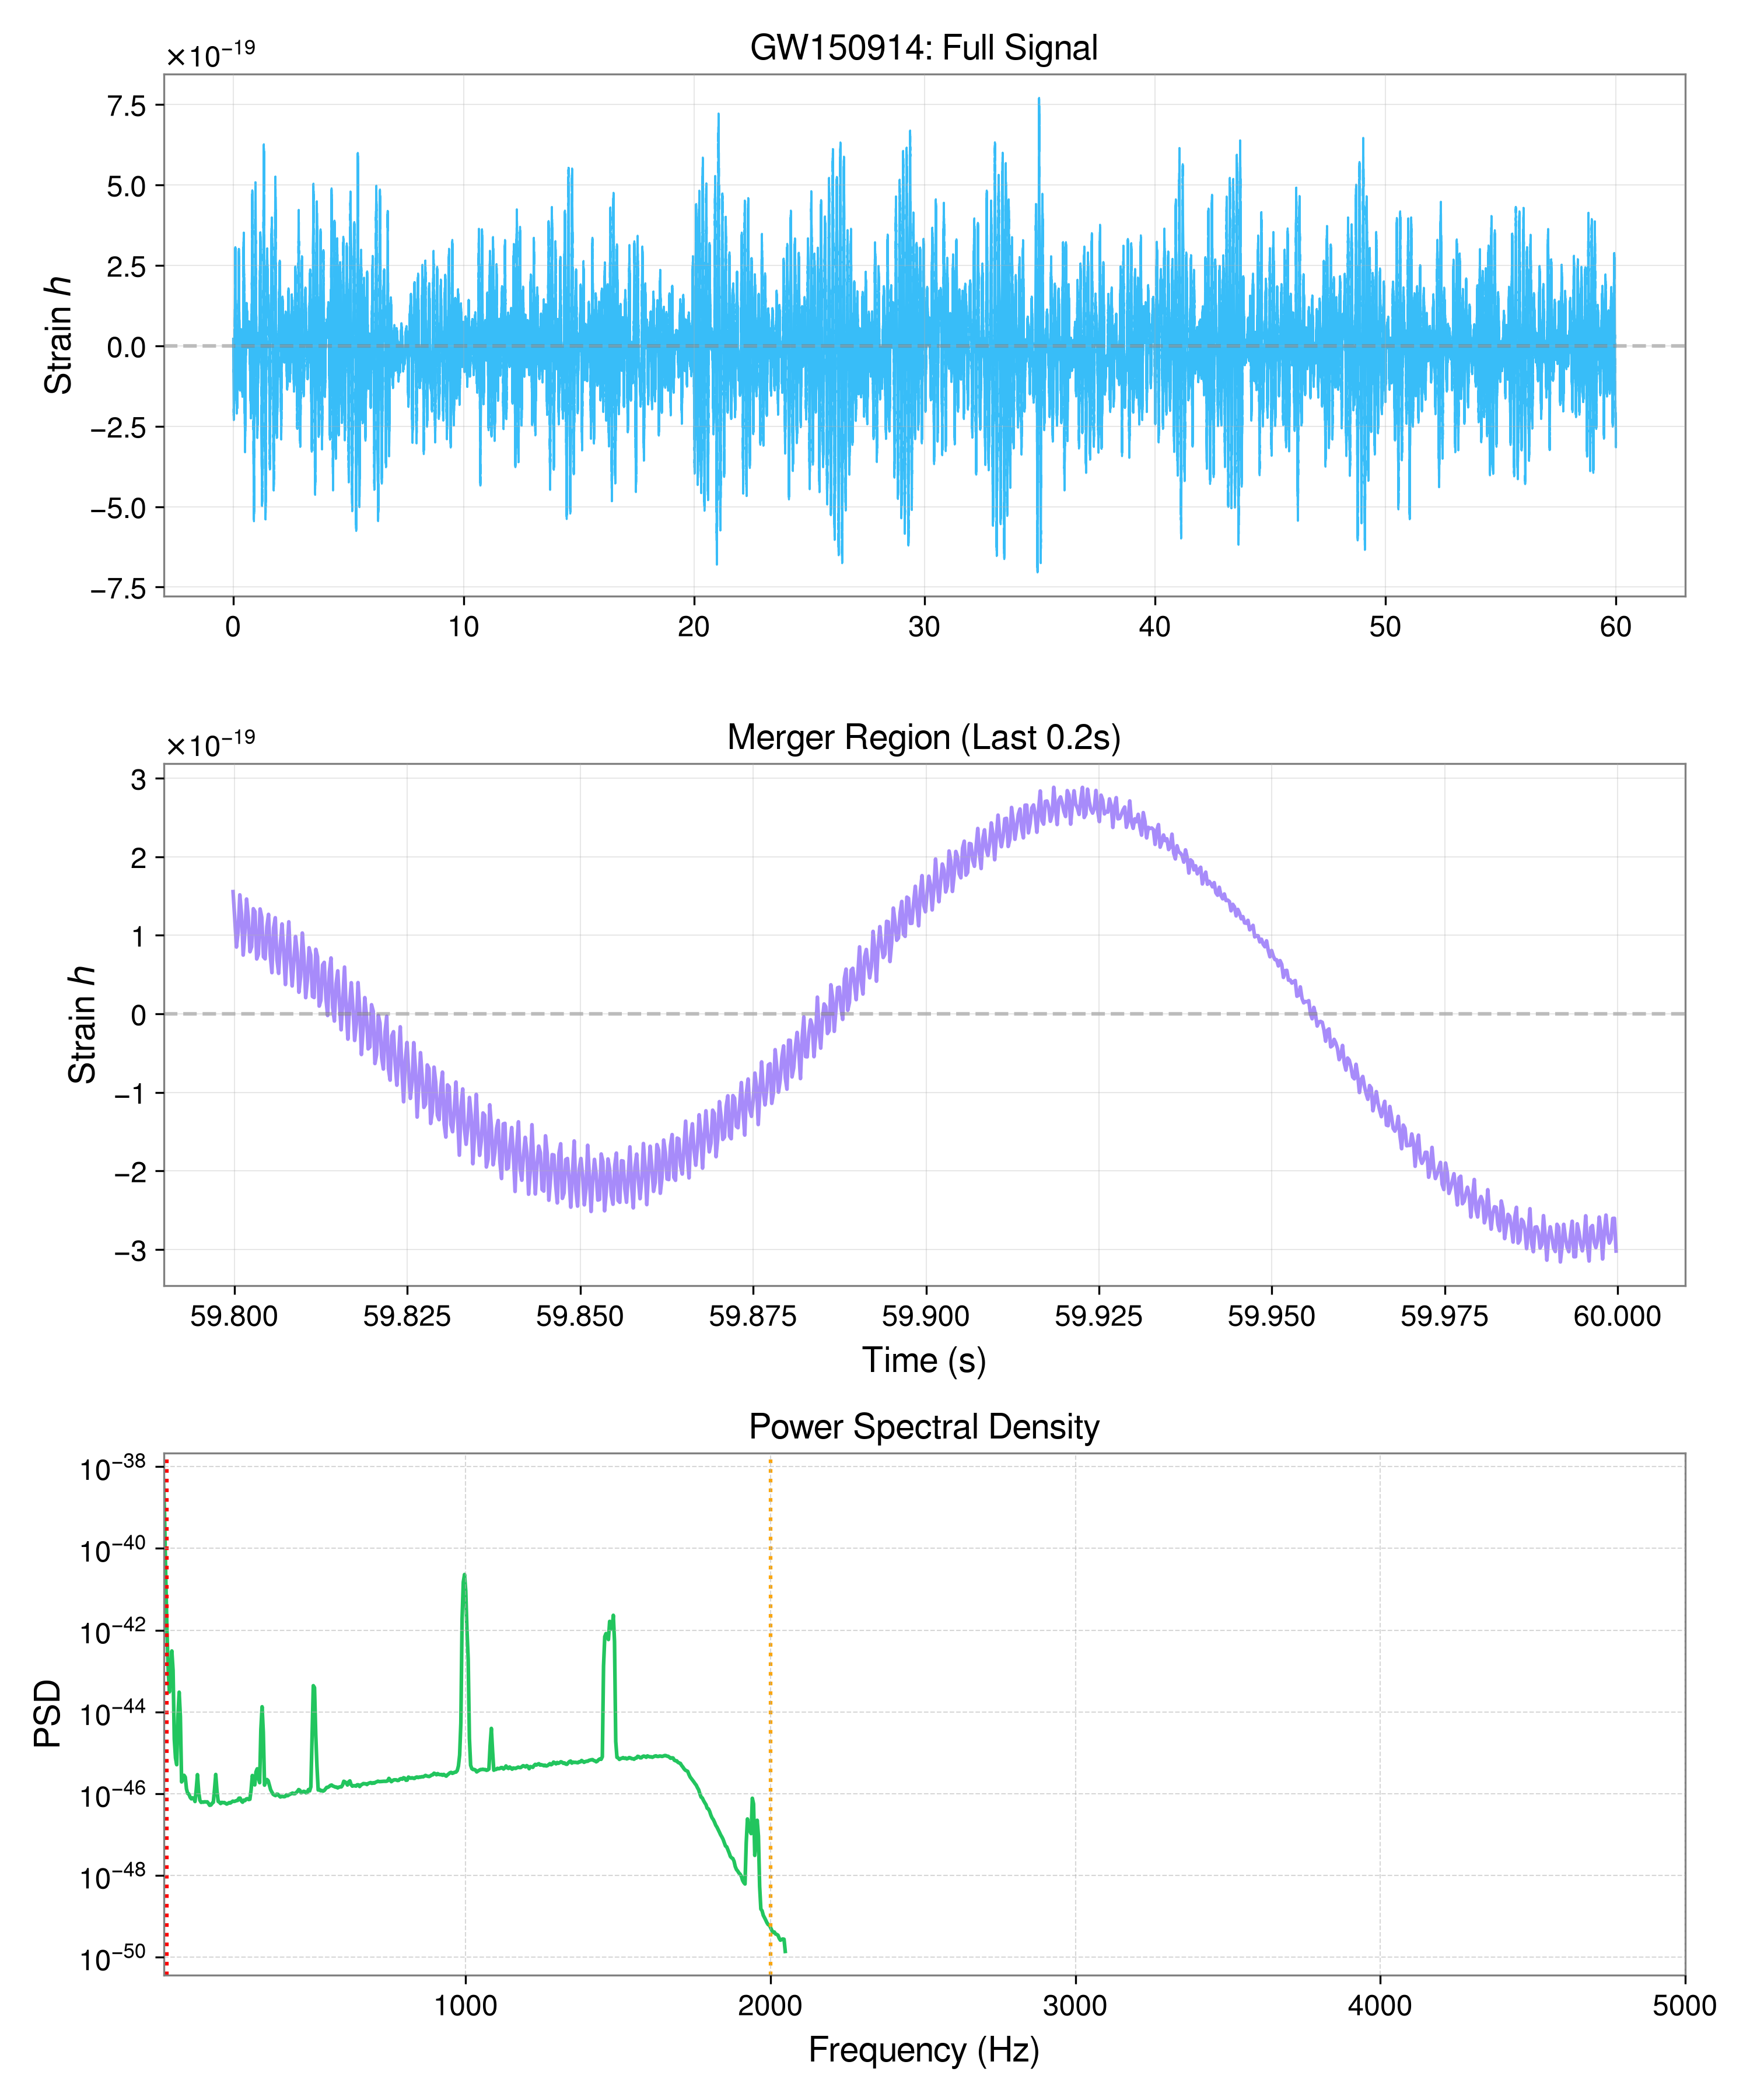 GW150914: Full Signal
×10⁻¹⁹
7.5
5.0
2.5
0.0
−2.5
−5.0
−7.5
Strain h
0 10 20 30 40 50 60
Merger Region (Last 0.2s)
×10⁻¹⁹
3
2
1
0
−1
−2
−3
Strain h
59.800 59.825 59.850 59.875 59.900 59.925 59.950 59.975 60.000
Time (s)
Power Spectral Density
10⁻³⁸
10⁻⁴⁰
10⁻⁴²
10⁻⁴⁴
10⁻⁴⁶
10⁻⁴⁸
10⁻⁵⁰
PSD
1000 2000 3000 4000 5000
Frequency (Hz)